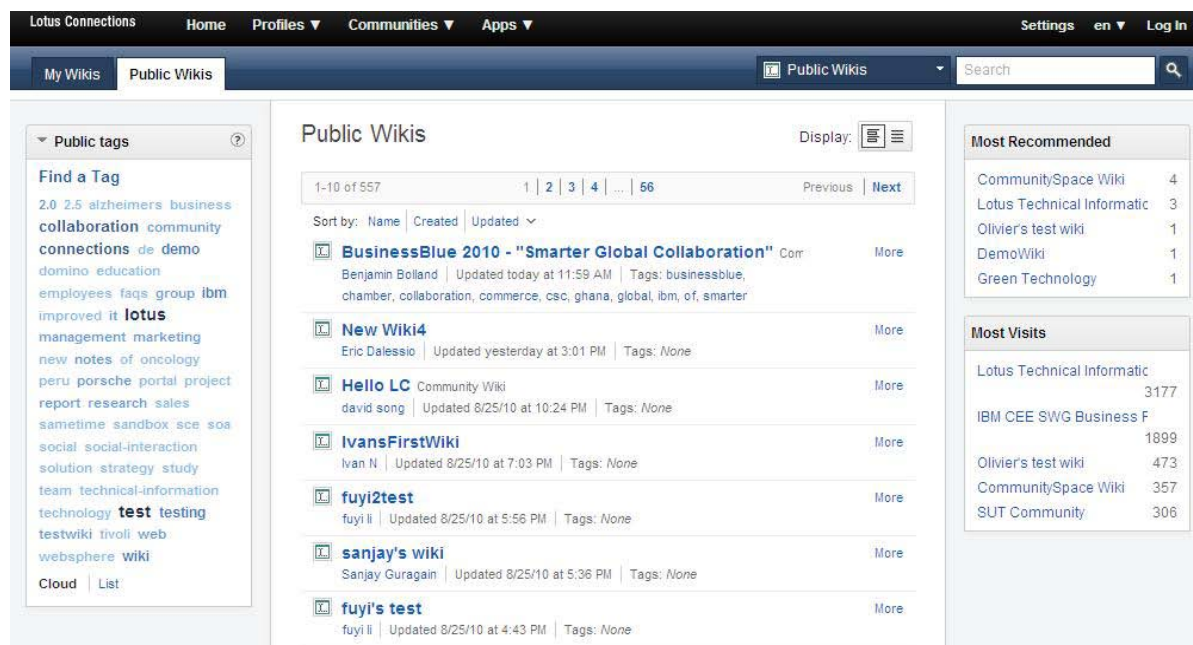 Lotus Connections Home Profiles ▼ Communities ▼ Apps ▼ Settings en ▼ Log In
My Wikis Public Wikis Public Wikis Search
Public tags ?
Find a Tag
2.0 2.5 alzheimers business
collaboration community
connections de demo
domino education
employees faqs group ibm
improved it lotus
management marketing
new notes of oncology
peru porsche portal project
report research sales
sametime sandbox sce soa
social social-interaction
solution strategy study
team technical-information
technology test testing
testwiki tivoli web
websphere wiki
Cloud | List
Public Wikis Display:
1-10 of 557 1 | 2 | 3 | 4 | ... | 56 Previous | Next
Sort by: Name | Created | Updated
BusinessBlue 2010 - "Smarter Global Collaboration" Com More
Benjamin Bolland | Updated today at 11:59 AM | Tags: businessblue,
chamber, collaboration, commerce, csc, ghana, global, ibm, of, smarter
New Wiki4 More
Eric Dalessio | Updated yesterday at 3:01 PM | Tags: None
Hello LC Community Wiki More
david song | Updated 8/25/10 at 10:24 PM | Tags: None
IvansFirstWiki More
Ivan N | Updated 8/25/10 at 7:03 PM | Tags: None
fuyi2test More
fuyi li | Updated 8/25/10 at 5:56 PM | Tags: None
sanjay's wiki More
Sanjay Guragain | Updated 8/25/10 at 5:36 PM | Tags: None
fuyi's test More
fuyi li | Updated 8/25/10 at 4:43 PM | Tags: None
Most Recommended
CommunitySpace Wiki 4
Lotus Technical Informatic 3
Olivier's test wiki 1
DemoWiki 1
Green Technology 1
Most Visits
Lotus Technical Informatic
3177
IBM CEE SWG Business F
1899
Olivier's test wiki 473
CommunitySpace Wiki 357
SUT Community 306